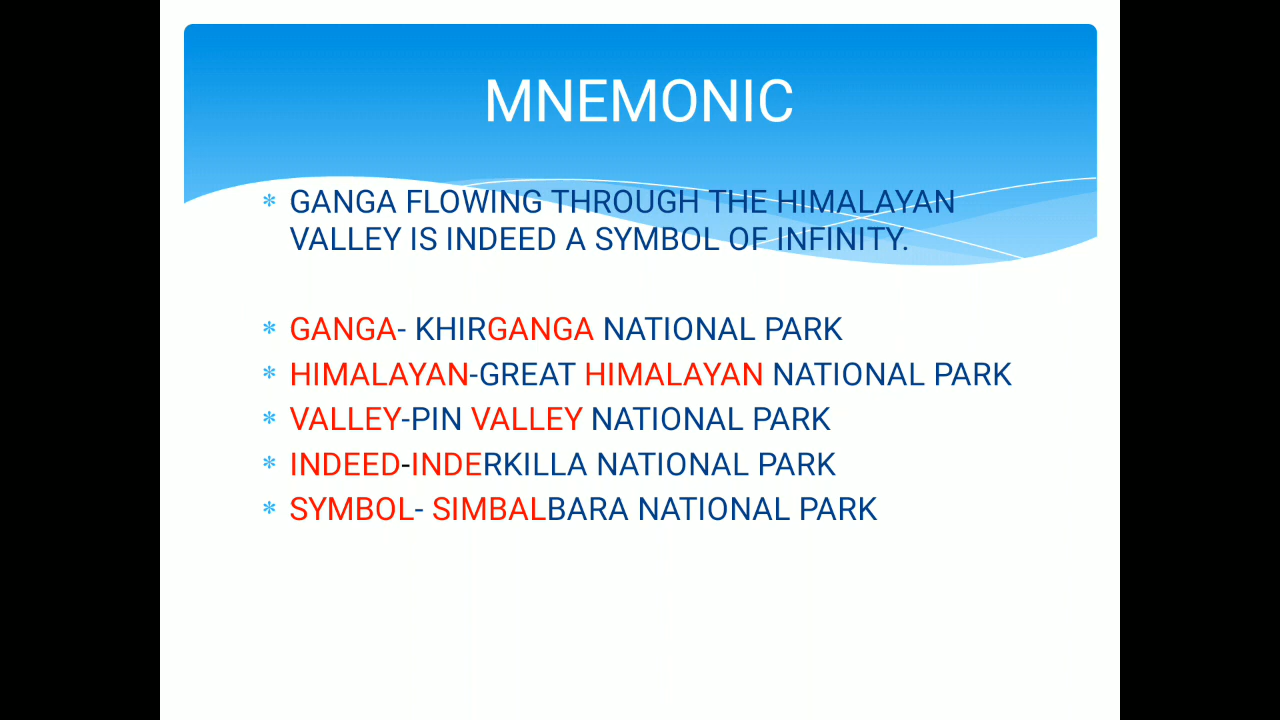 MNEMONIC
* GANGA FLOWING THROUGH THE HIMALAYAN
VALLEY IS INDEED A SYMBOL OF INFINITY.
* GANGA- KHIRGANGA NATIONAL PARK
* HIMALAYAN-GREAT HIMALAYAN NATIONAL PARK
* VALLEY-PIN VALLEY NATIONAL PARK
* INDEED-INDERKILLA NATIONAL PARK
* SYMBOL- SIMBALBARA NATIONAL PARK